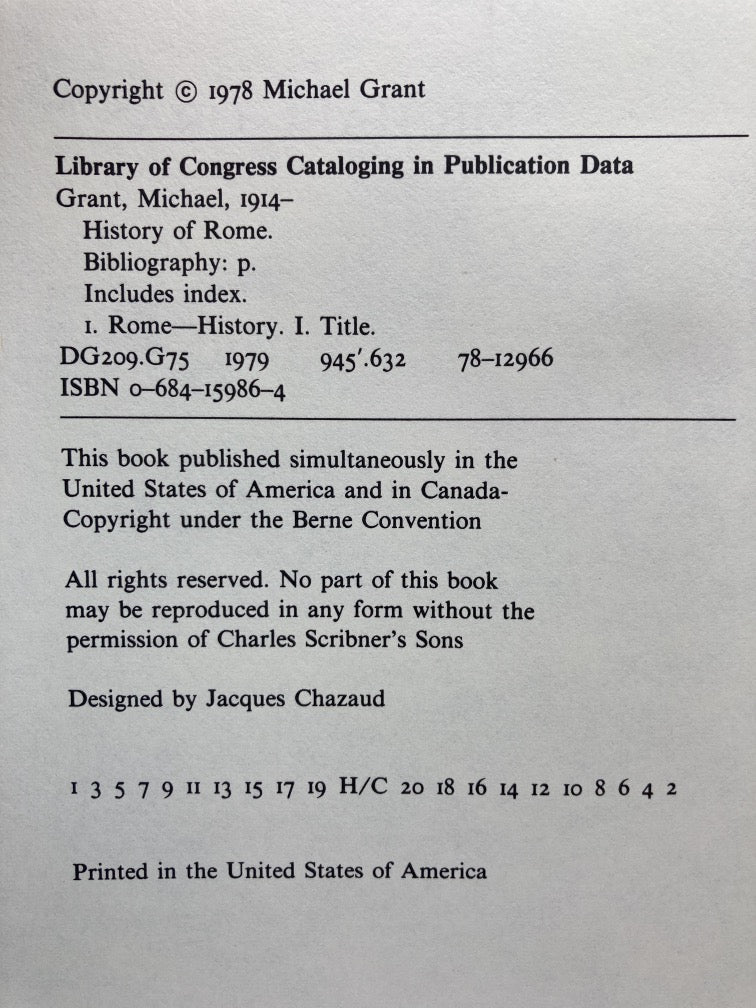 Copyright © 1978 Michael Grant
Library of Congress Cataloging in Publication Data
Grant, Michael, 1914–
History of Rome.
Bibliography: p.
Includes index.
1. Rome—History. I. Title.
DG209.G75 1979 945'.632 78–12966
ISBN 0–684–15986–4
This book published simultaneously in the
United States of America and in Canada-
Copyright under the Berne Convention
All rights reserved. No part of this book
may be reproduced in any form without the
permission of Charles Scribner's Sons
Designed by Jacques Chazaud
1 3 5 7 9 11 13 15 17 19 H/C 20 18 16 14 12 10 8 6 4 2
Printed in the United States of America